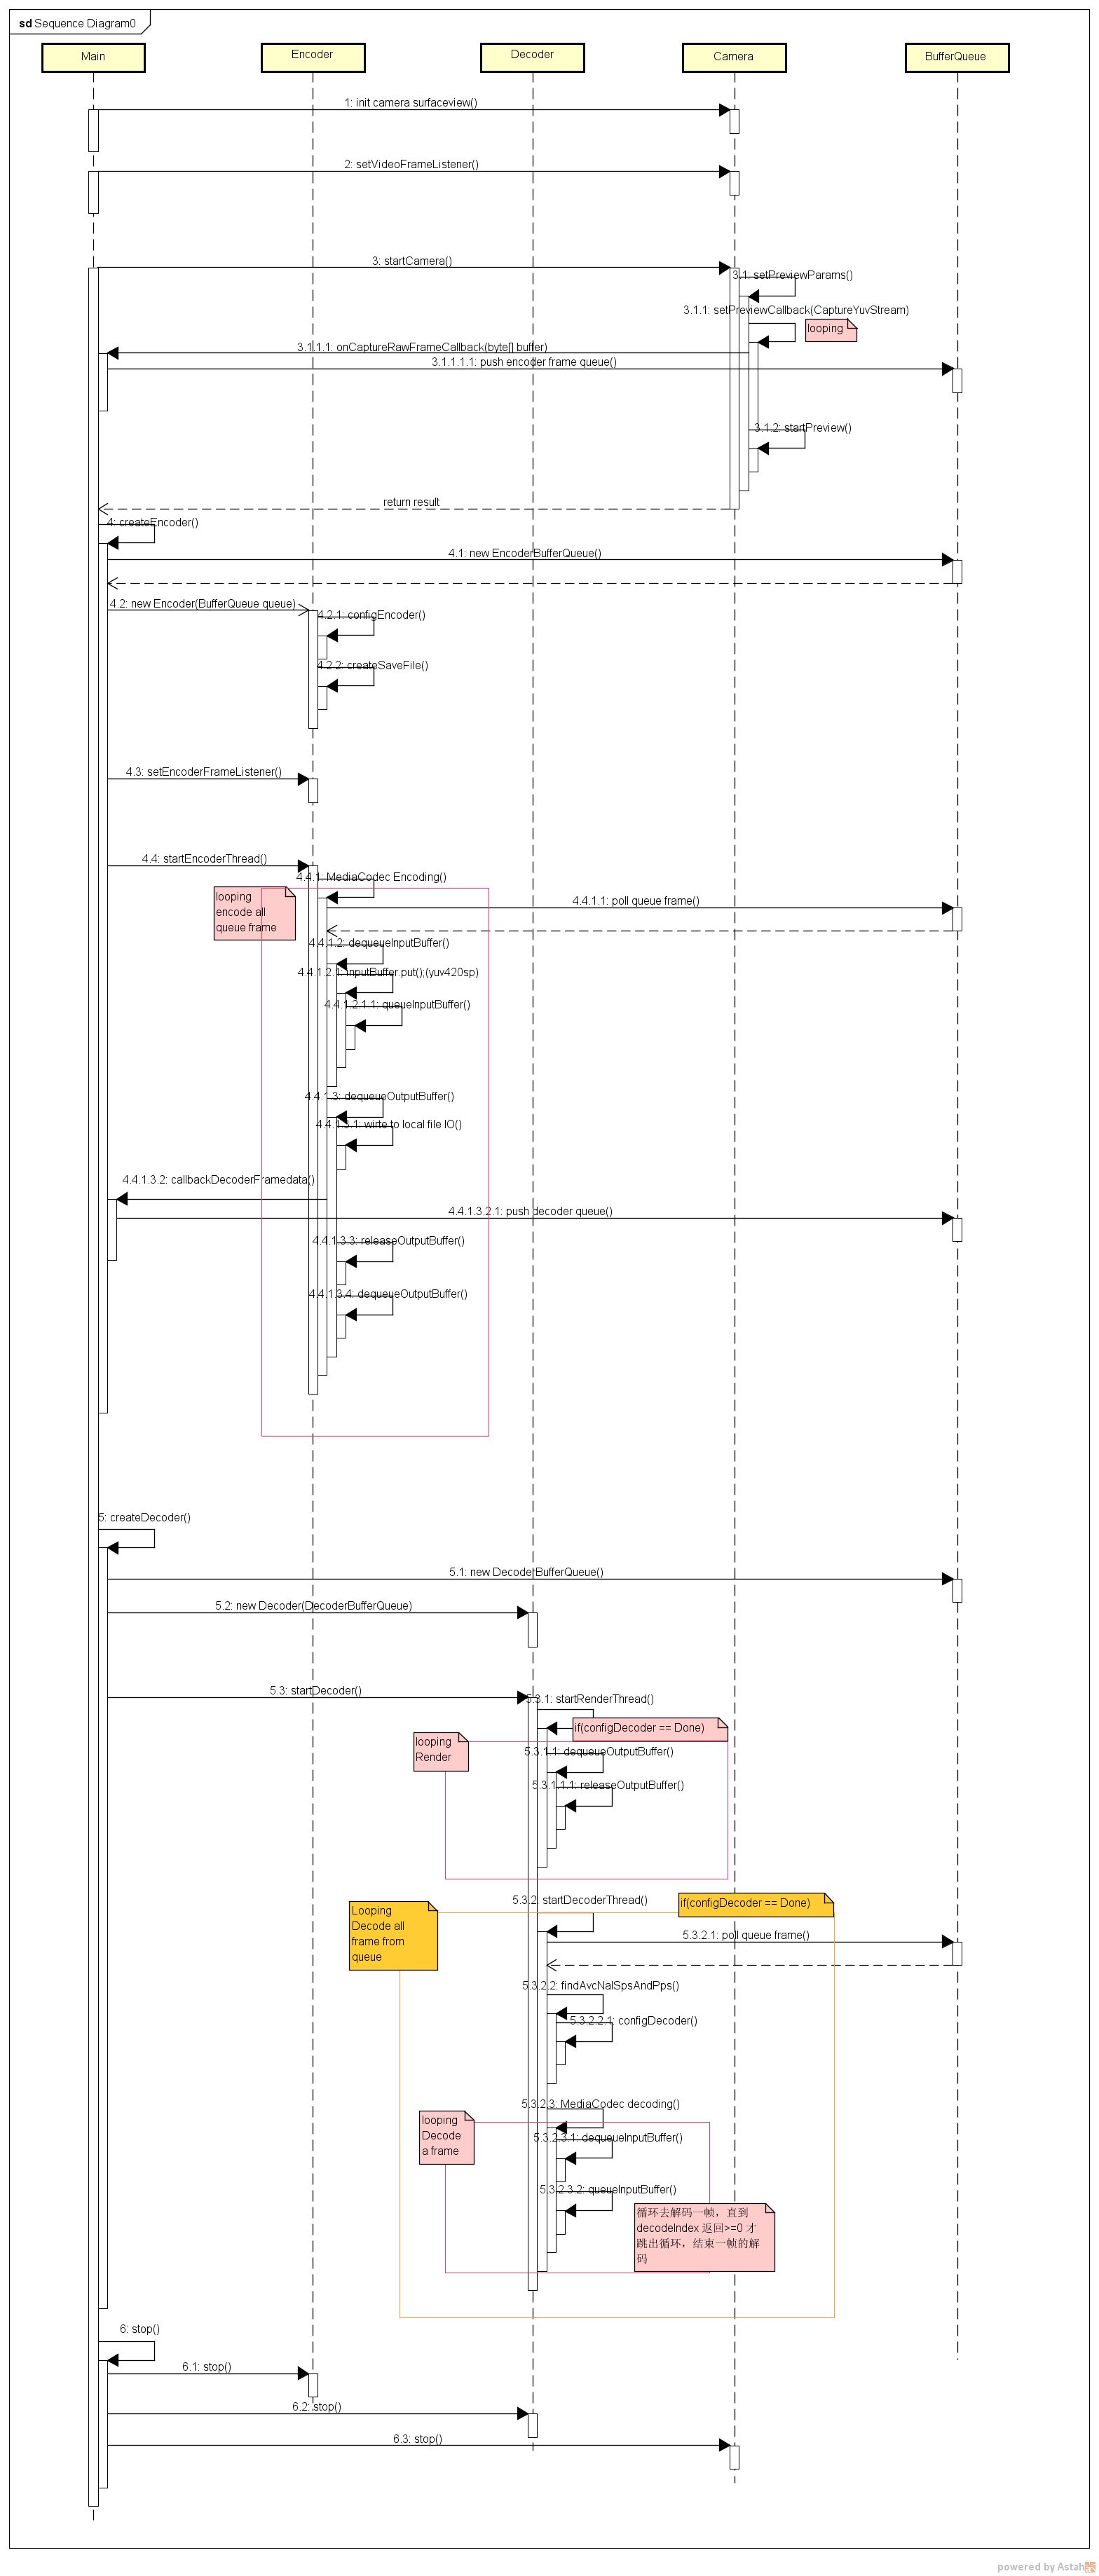 sd Sequence Diagram0
Main
Encoder
Decoder
Camera
BufferQueue
1: init camera surfaceview()
2: setVideoFrameListener()
3: startCamera()
3.1: setPreviewParams()
3.1.1: setPreviewCallback(CaptureYuvStream)
looping
3.1.1.1: onCaptureRawFrameCallback(byte[] buffer)
3.1.1.1.1: push encoder frame queue()
3.1.2: startPreview()
return result
4: createEncoder()
4.1: new EncoderBufferQueue()
4.2: new Encoder(BufferQueue queue)
4.2.1: configEncoder()
4.2.2: createSaveFile()
4.3: setEncoderFrameListener()
4.4: startEncoderThread()
4.4.1: MediaCodec Encoding()
looping
encode all
queue frame
4.4.1.1: poll queue frame()
4.4.1.2: dequeueInputBuffer()
4.4.1.2.1: inputBuffer.put();(yuv420sp)
4.4.1.2.1.1: queueInputBuffer()
4.4.1.3: dequeueOutputBuffer()
4.4.1.3.1: wirte to local file IO()
4.4.1.3.2: callbackDecoderFramedata()
4.4.1.3.2.1: push decoder queue()
4.4.1.3.3: releaseOutputBuffer()
4.4.1.3.4: dequeueOutputBuffer()
5: createDecoder()
5.1: new DecoderBufferQueue()
5.2: new Decoder(DecoderBufferQueue)
5.3: startDecoder()
5.3.1: startRenderThread()
if(configDecoder == Done)
looping
Render
5.3.1.1: dequeueOutputBuffer()
5.3.1.1.1: releaseOutputBuffer()
5.3.2: startDecoderThread()
if(configDecoder == Done)
Looping
Decode all
frame from
queue
5.3.2.1: poll queue frame()
5.3.2.2: findAvcNalSpsAndPps()
5.3.2.2.1: configDecoder()
5.3.2.3: MediaCodec decoding()
looping
Decode
a frame
5.3.2.3.1: dequeueInputBuffer()
5.3.2.3.2: queueInputBuffer()
循环去解码一帧，直到
decodeIndex 返回>=0 才
跳出循环，结束一帧的解
码
6: stop()
6.1: stop()
6.2: stop()
6.3: stop()
powered by Astah